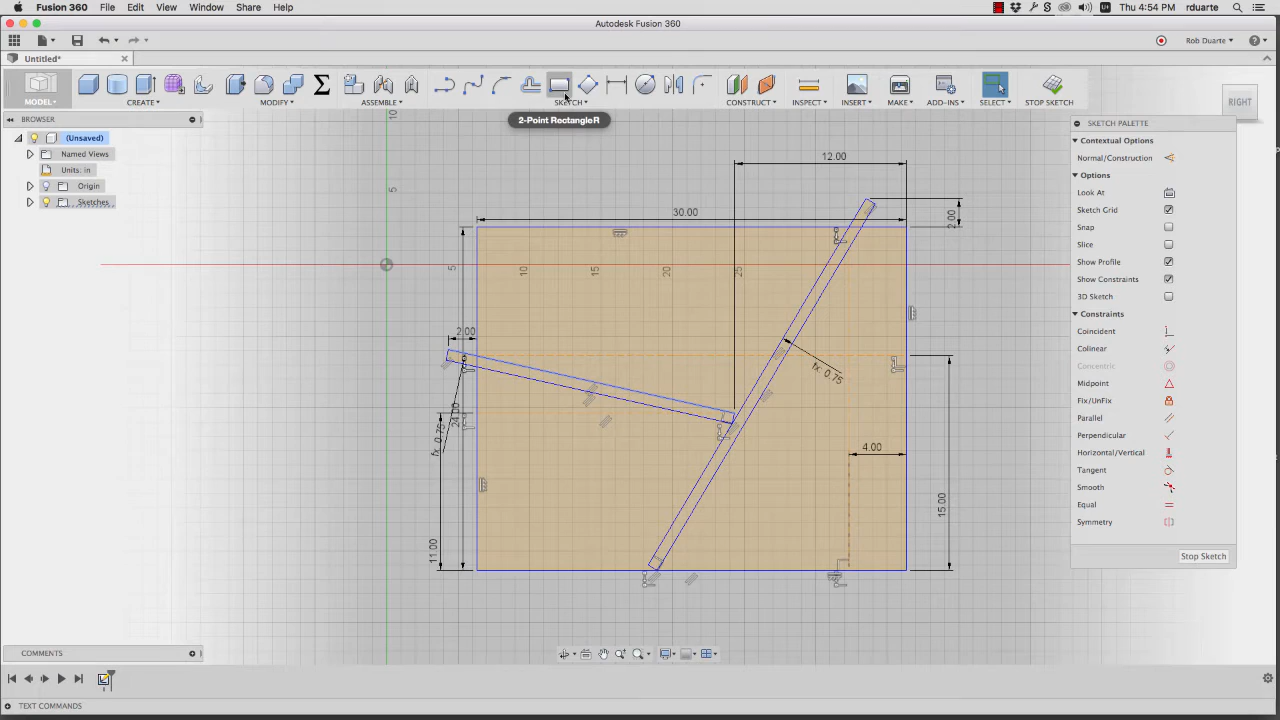 Fusion 360 File Edit View Window Share Help Thu 4:54 PM rduarte
Autodesk Fusion 360
Rob Duarte
Untitled*
MODEL CREATE MODIFY ASSEMBLE SKETCH CONSTRUCT INSPECT INSERT MAKE ADD-INS SELECT STOP SKETCH
2-Point RectangleR
RIGHT
BROWSER
(Unsaved)
Named Views
Units: in
Origin
Sketches
10
5
5
10
15
20
25
12.00
30.00
2.00
2.00
fx: 0.75
24.00
fx: 0.75
4.00
15.00
11.00
SKETCH PALETTE
Contextual Options
Normal/Construction
Options
Look At
Sketch Grid
Snap
Slice
Show Profile
Show Constraints
3D Sketch
Constraints
Coincident
Colinear
Concentric
Midpoint
Fix/UnFix
Parallel
Perpendicular
Horizontal/Vertical
Tangent
Smooth
Equal
Symmetry
Stop Sketch
COMMENTS
TEXT COMMANDS